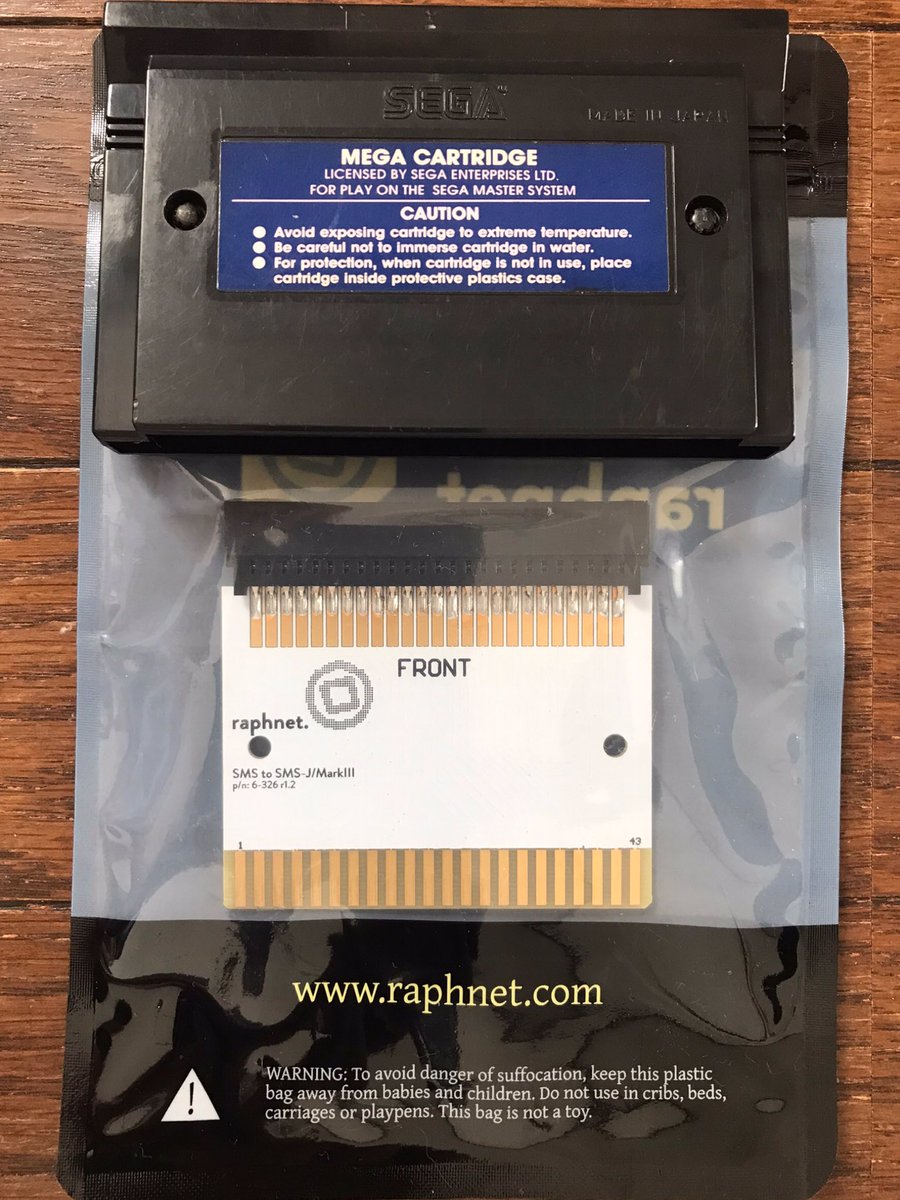 SEGA™
MADE IN JAPAN
MEGA CARTRIDGE
LICENSED BY SEGA ENTERPRISES LTD.
FOR PLAY ON THE SEGA MASTER SYSTEM
CAUTION
● Avoid exposing cartridge to extreme temperature.
● Be careful not to immerse cartridge in water.
● For protection, when cartridge is not in use, place
cartridge inside protective plastics case.
raphnet.
FRONT
raphnet.
SMS to SMS-J/MarkIII
p/n: 6-326 r1.2
1 43
www.raphnet.com
WARNING: To avoid danger of suffocation, keep this plastic
bag away from babies and children. Do not use in cribs, beds,
carriages or playpens. This bag is not a toy.